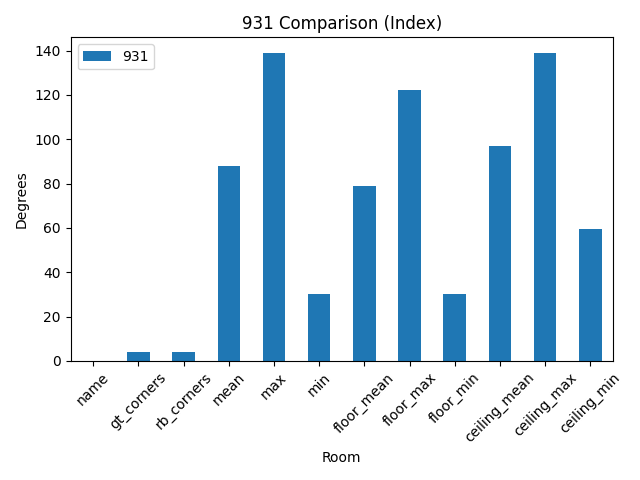 931 Comparison (Index)
931
Degrees
140
120
100
80
60
40
20
0
name
gt_corners
rb_corners
mean
max
min
floor_mean
floor_max
floor_min
ceiling_mean
ceiling_max
ceiling_min
Room